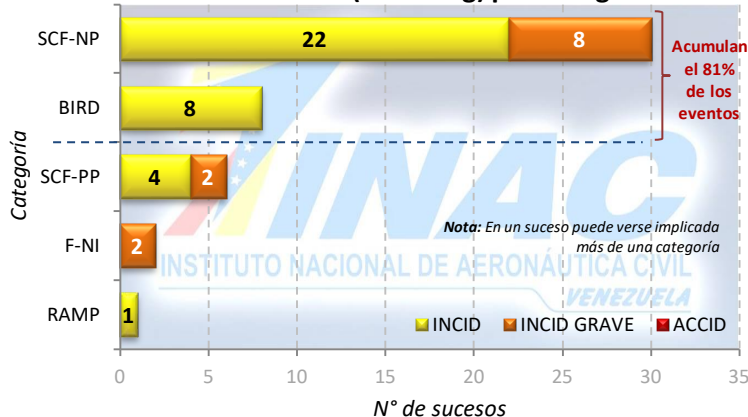 SCF-NP
22
8
Acumulan
el 81%
de los
eventos
BIRD
8
Categoría
SCF-PP
4
2
INAC
Nota: En un suceso puede verse implicada
más de una categoría
F-NI
2
INSTITUTO NACIONAL DE AERONÁUTICA CIVIL
VENEZUELA
RAMP
1
INCID
INCID GRAVE
ACCID
0
5
10
15
20
25
30
35
N° de sucesos